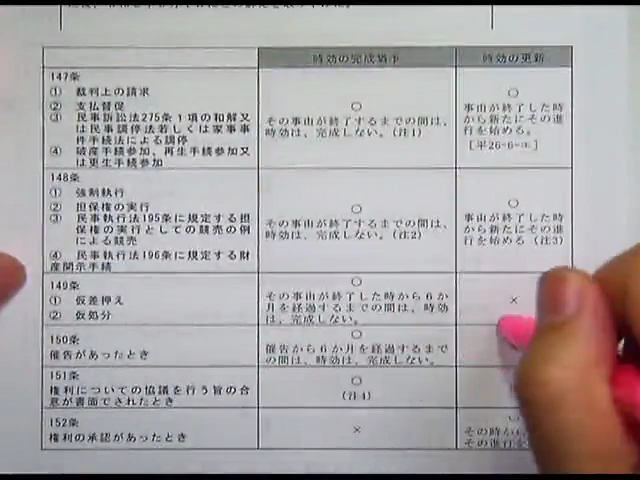 時効の完成猶予 時効の更新
147条
① 裁判上の請求
② 支払督促
③ 民事訴訟法275条1項の和解又
は民事調停法若しくは家事事
件手続法による調停
④ 破産手続参加、再生手続参加又
は更生手続参加
○
その事由が終了するまでの間は、
時効は、完成しない。(注1)
○
事由が終了した時
から新たにその進
行を始める。
148条
① 強制執行
② 担保権の実行
③ 民事執行法195条に規定する担
保権の実行としての競売の例
による競売
④ 民事執行法196条に規定する財
産開示手続
○
その事由が終了するまでの間は、
時効は、完成しない。(注2)
○
事由が終了した時
から新たにその進
行を始める(注3)
149条
① 仮差押え
② 仮処分
○
その事由が終了した時から6か
月を経過するまでの間は、時効
は、完成しない。
×
150条
催告があったとき
○
催告から6か月を経過するまで
の間は、時効は、完成しない。
151条
権利についての協議を行う旨の合
意が書面でされたとき
○
(注4)
152条
権利の承認があったとき
×
その時から
その進行を